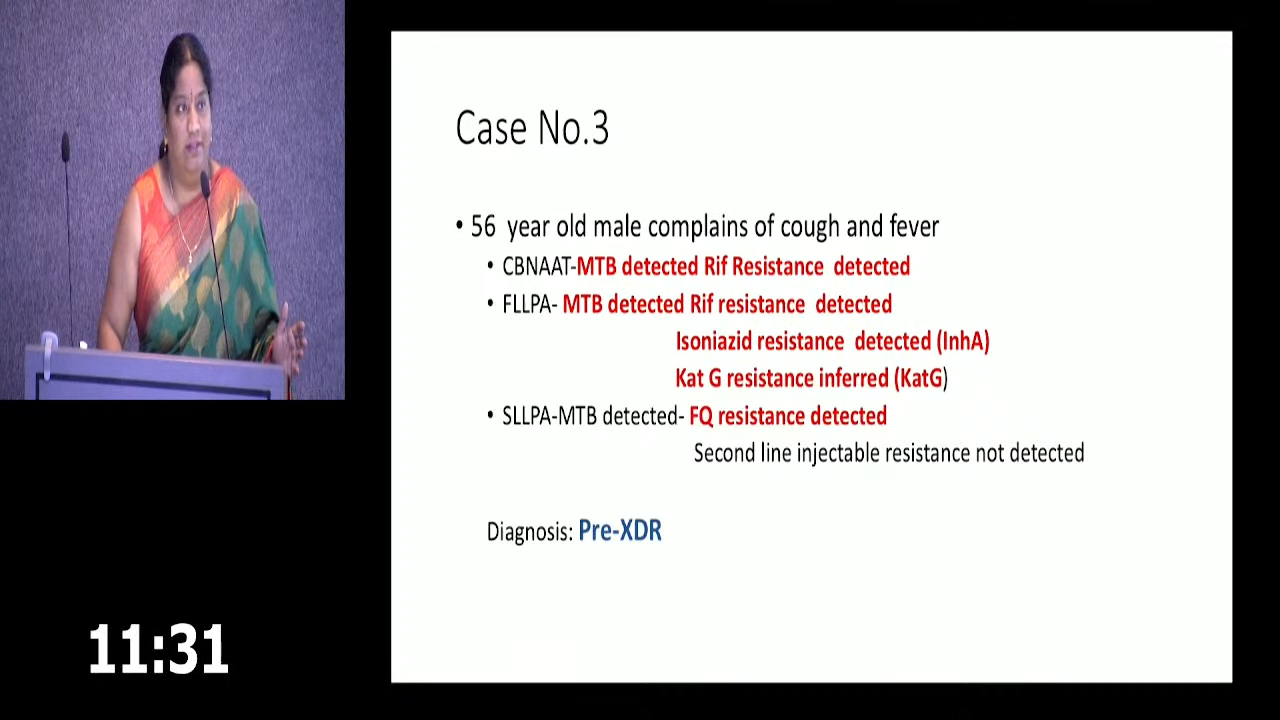 Case No.3
• 56 year old male complains of cough and fever
• CBNAAT-MTB detected Rif Resistance detected
• FLLPA- MTB detected Rif resistance detected
Isoniazid resistance detected (InhA)
Kat G resistance inferred (KatG)
• SLLPA-MTB detected- FQ resistance detected
Second line injectable resistance not detected
Diagnosis: Pre-XDR
11:31